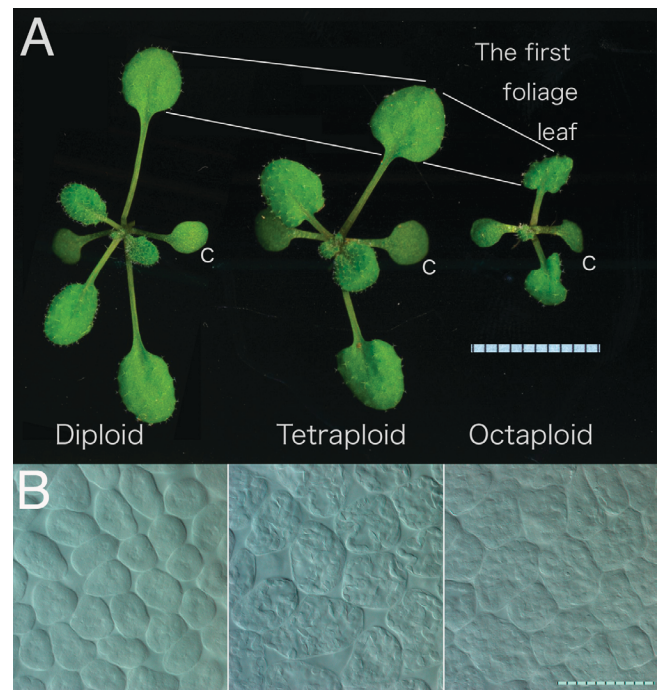 A
The first
foliage
leaf
C
C
C
Diploid
Tetraploid
Octaploid
B